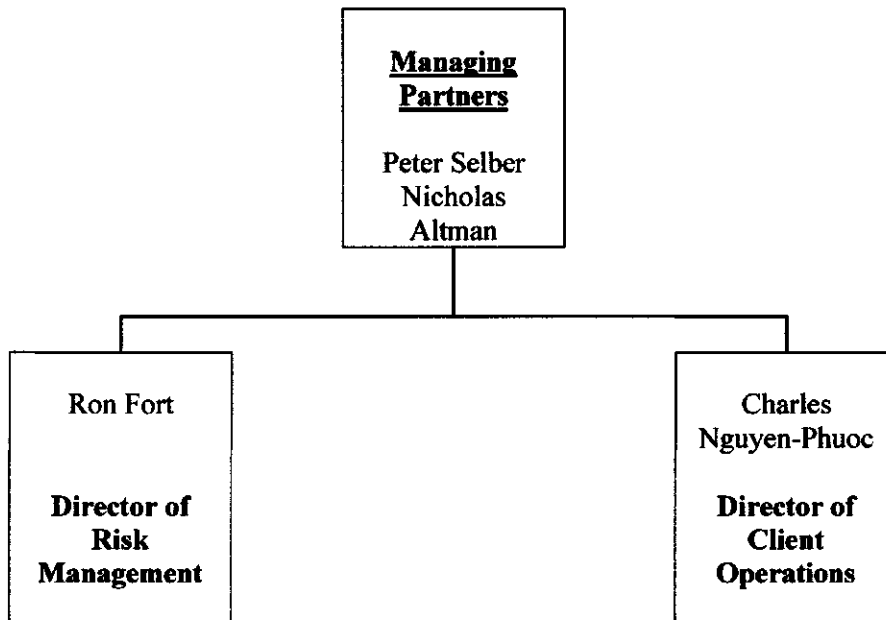 Managing
Partners
Peter Selber
Nicholas
Altman
Ron Fort
Director of
Risk
Management
Charles
Nguyen-Phuoc
Director of
Client
Operations